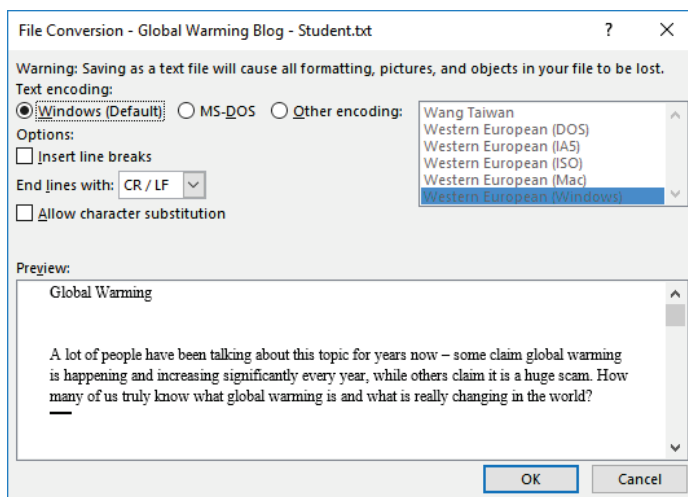 File Conversion - Global Warming Blog - Student.txt
Warning: Saving as a text file will cause all formatting, pictures, and objects in your file to be lost.
Text encoding:
Windows (Default) MS-DOS Other encoding:
Wang Taiwan
Western European (DOS)
Western European (IA5)
Western European (ISO)
Western European (Mac)
Western European (Windows)
Options:
Insert line breaks
End lines with: CR / LF
Allow character substitution
Preview:
Global Warming
A lot of people have been talking about this topic for years now – some claim global warming
is happening and increasing significantly every year, while others claim it is a huge scam. How
many of us truly know what global warming is and what is really changing in the world?
OK Cancel